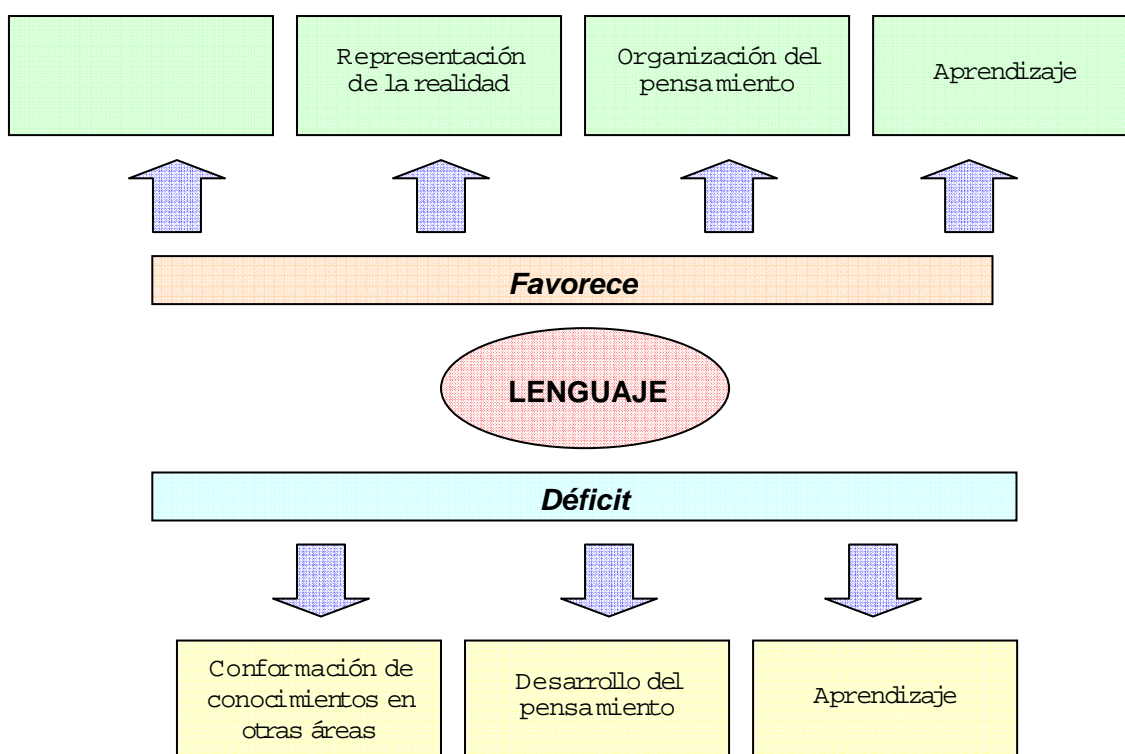 Representación
de la realidad
Organización del
pensamiento
Aprendizaje
Favorece
LENGUAJE
Déficit
Conformación de
conocimientos en
otras áreas
Desarrollo del
pensamiento
Aprendizaje